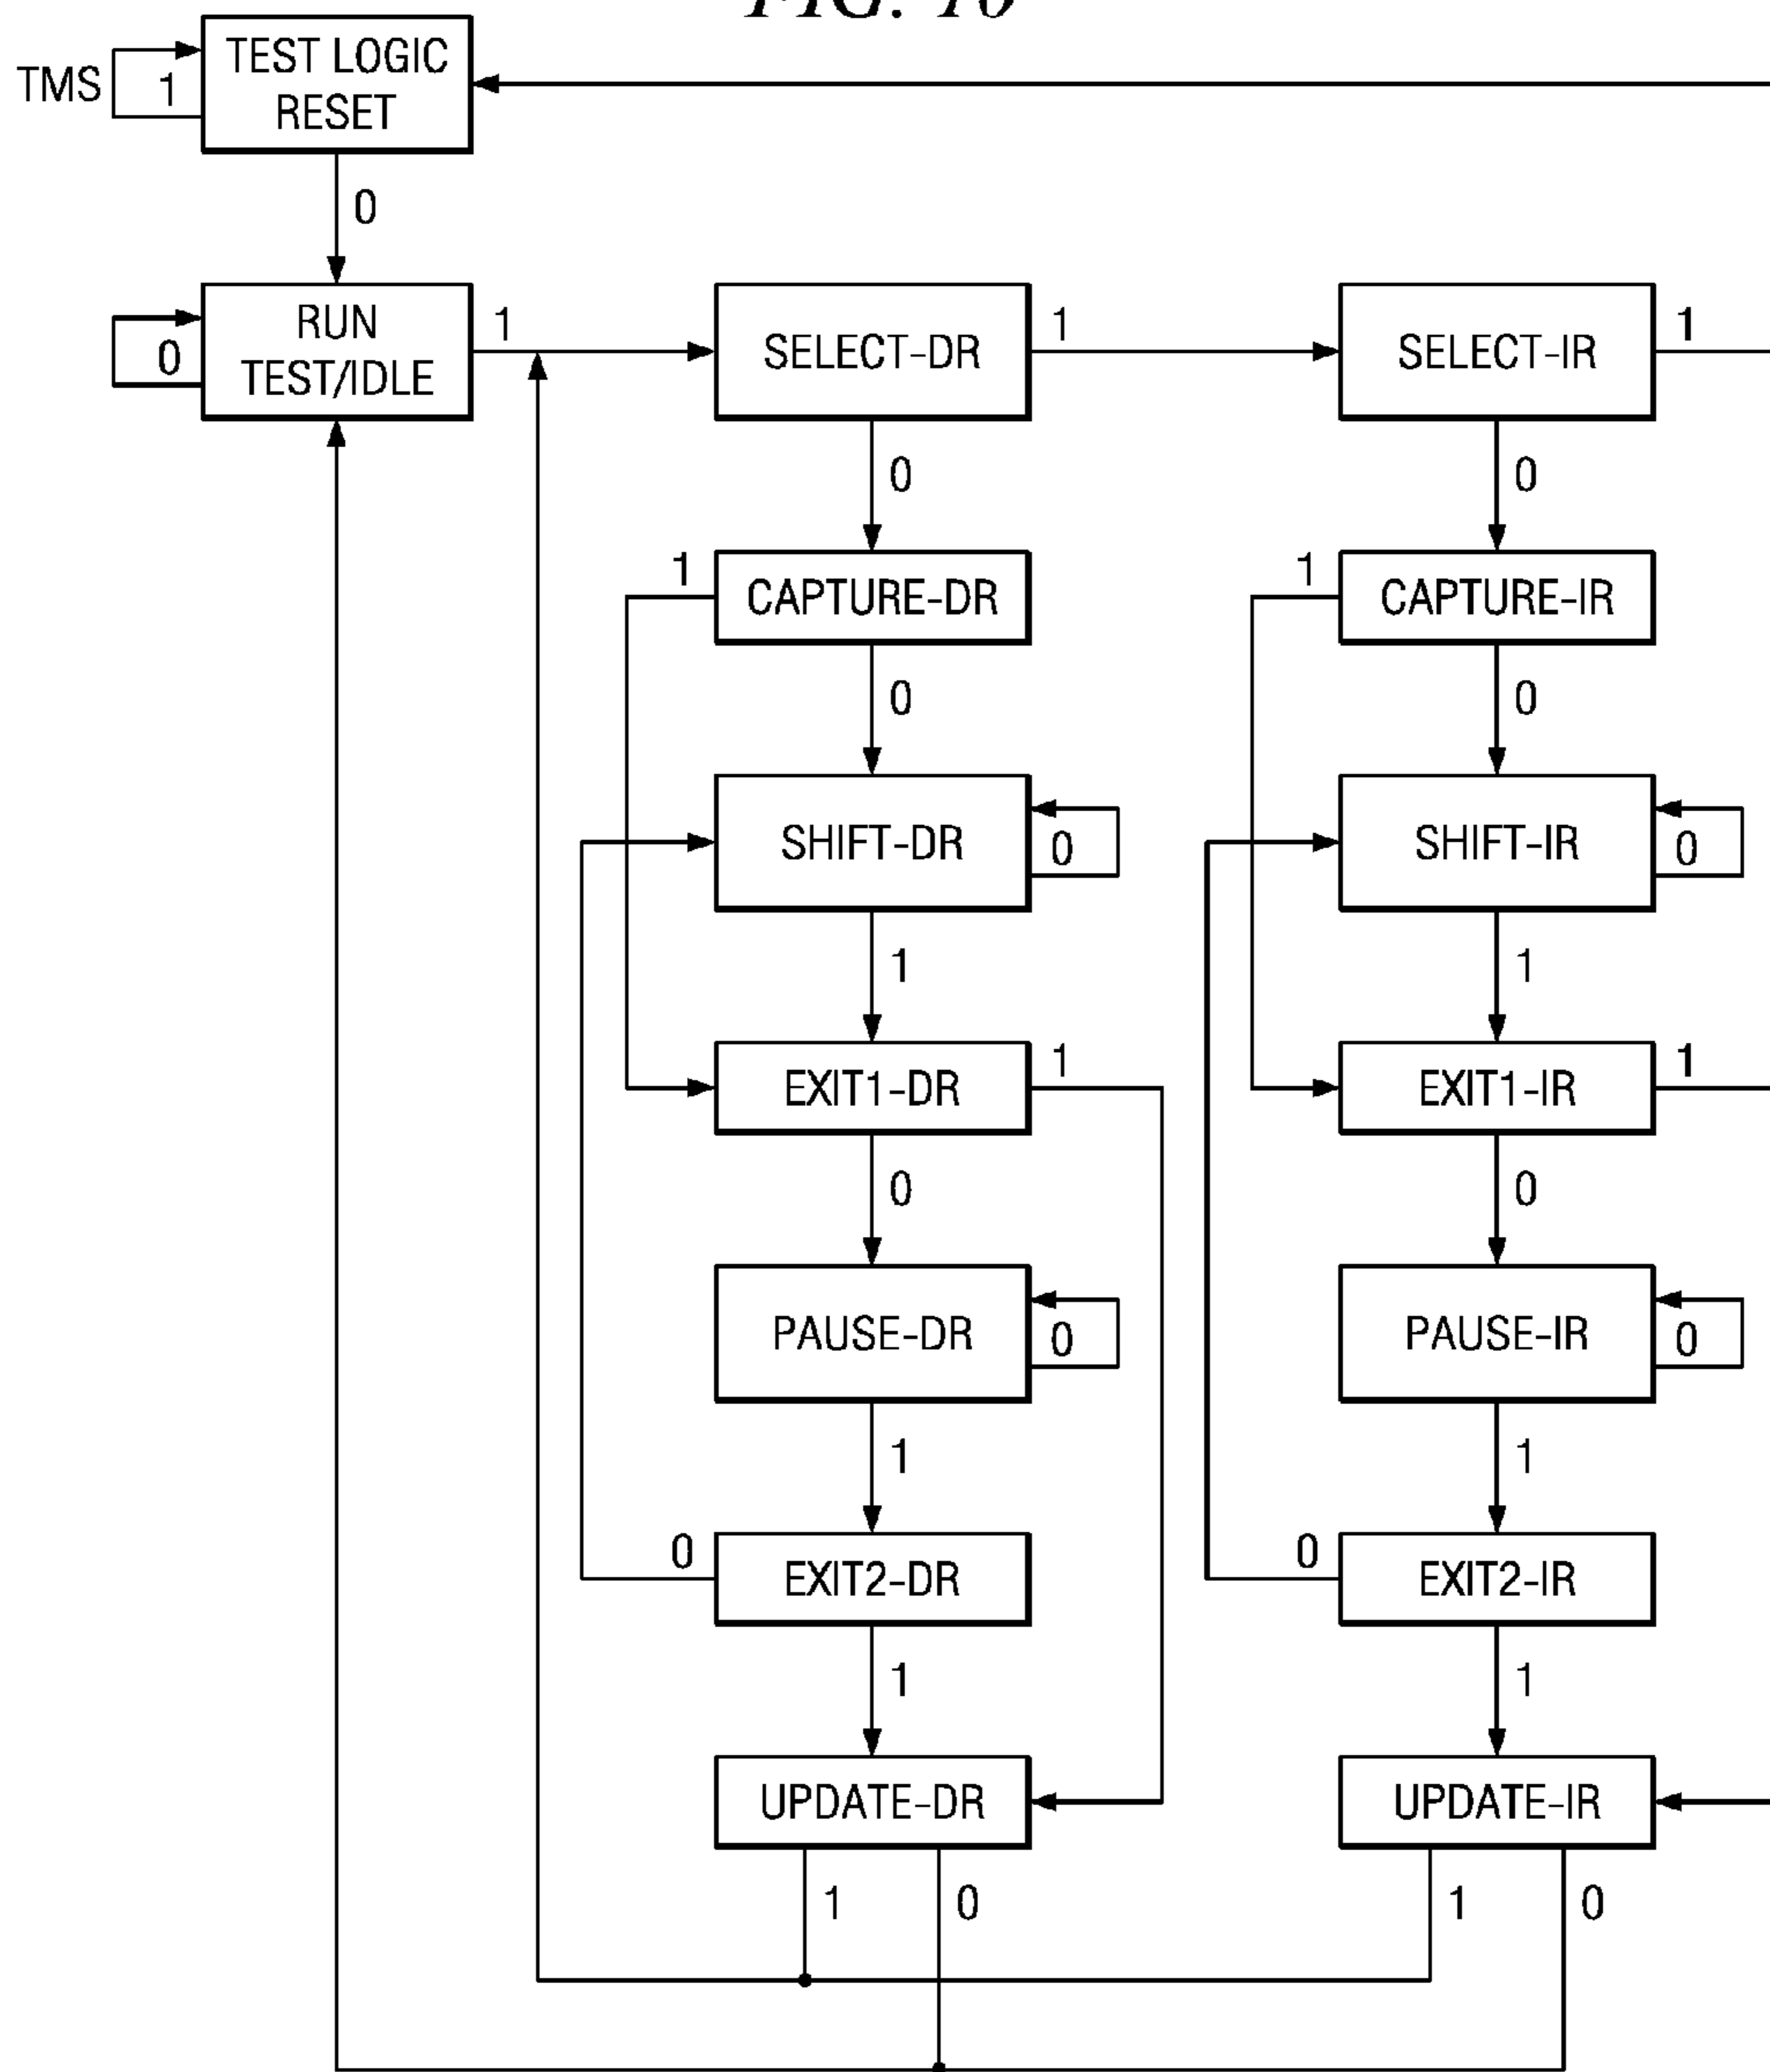 TEST LOGIC
RESET
TMS
1
0
RUN
TEST/IDLE
0
1
SELECT-DR
1
SELECT-IR
1
0
0
1
CAPTURE-DR
1
CAPTURE-IR
0
0
SHIFT-DR
0
SHIFT-IR
0
1
1
EXIT1-DR
1
EXIT1-IR
1
0
0
PAUSE-DR
0
PAUSE-IR
0
1
1
0
EXIT2-DR
0
EXIT2-IR
1
1
UPDATE-DR
UPDATE-IR
1
0
1
0